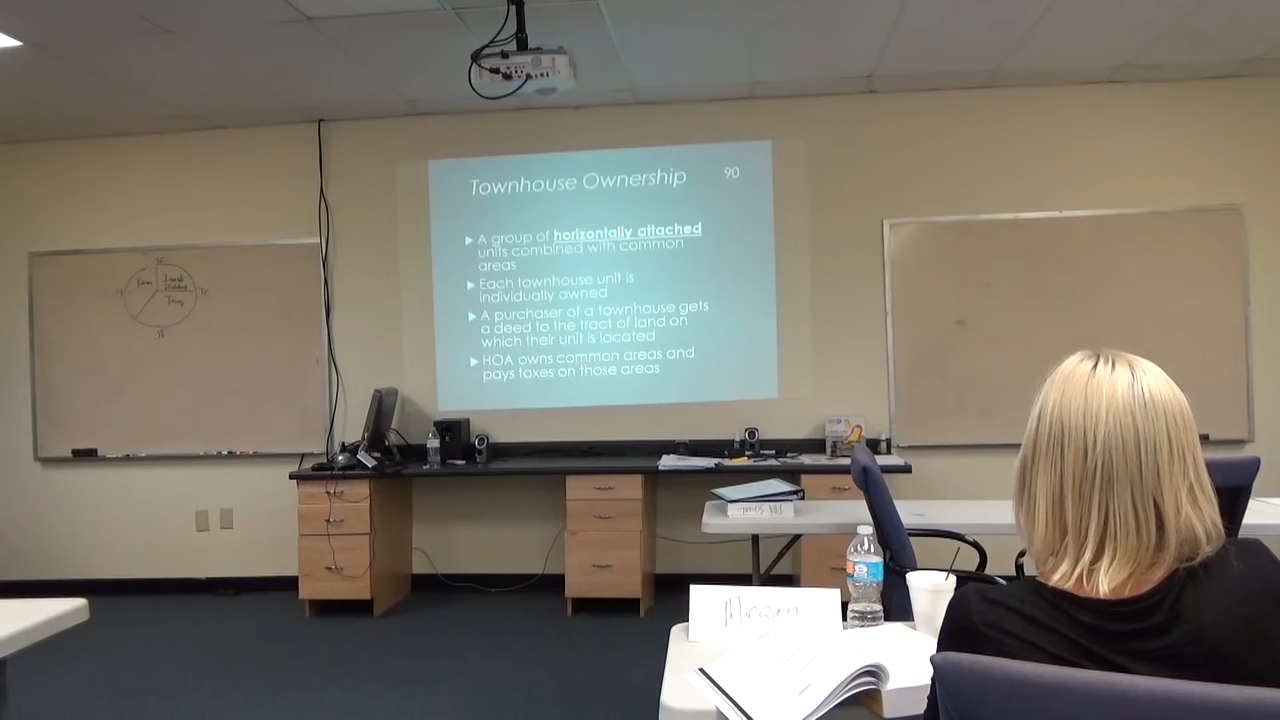 Townhouse Ownership
90
► A group of horizontally attached
units combined with common
areas
► Each townhouse unit is
individually owned
► A purchaser of a townhouse gets
a deed to the tract of land on
which their unit is located
► HOA owns common areas and
pays taxes on those areas